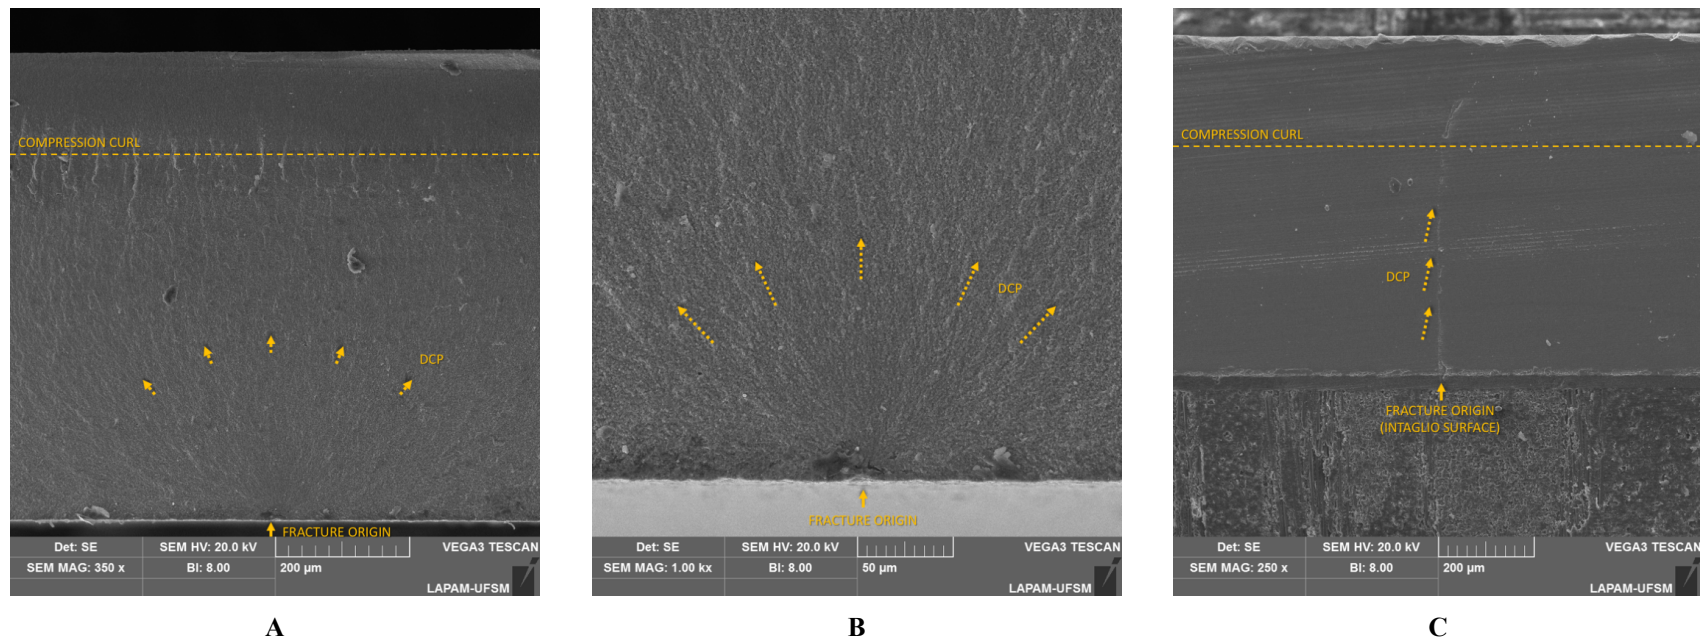 COMPRESSION CURL
DCP
FRACTURE ORIGIN
Det: SE
SEM HV: 20.0 kV
VEGA3 TESCAN
SEM MAG: 350 x
BI: 8.00
200 µm
LAPAM-UFSM
A
DCP
FRACTURE ORIGIN
Det: SE
SEM HV: 20.0 kV
VEGA3 TESCAN
SEM MAG: 1.00 kx
BI: 8.00
50 µm
LAPAM-UFSM
B
COMPRESSION CURL
DCP
FRACTURE ORIGIN
(INTAGLIO SURFACE)
Det: SE
SEM HV: 20.0 kV
VEGA3 TESCAN
SEM MAG: 250 x
BI: 8.00
200 µm
LAPAM-UFSM
C